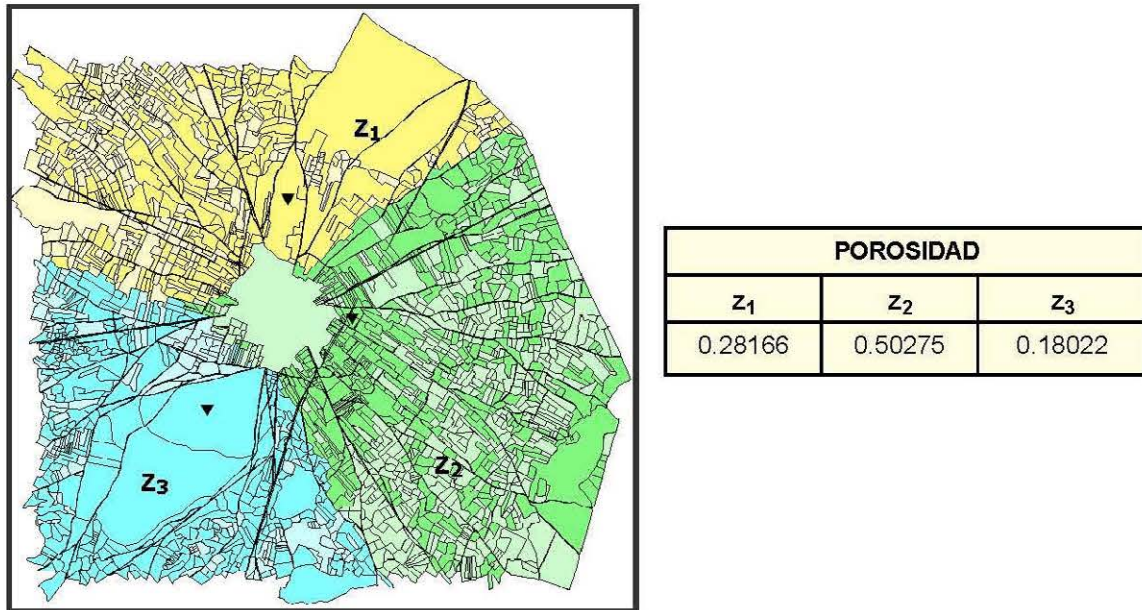 z₁
z₂
z₃
POROSIDAD
z₁ z₂ z₃
0.28166 0.50275 0.18022